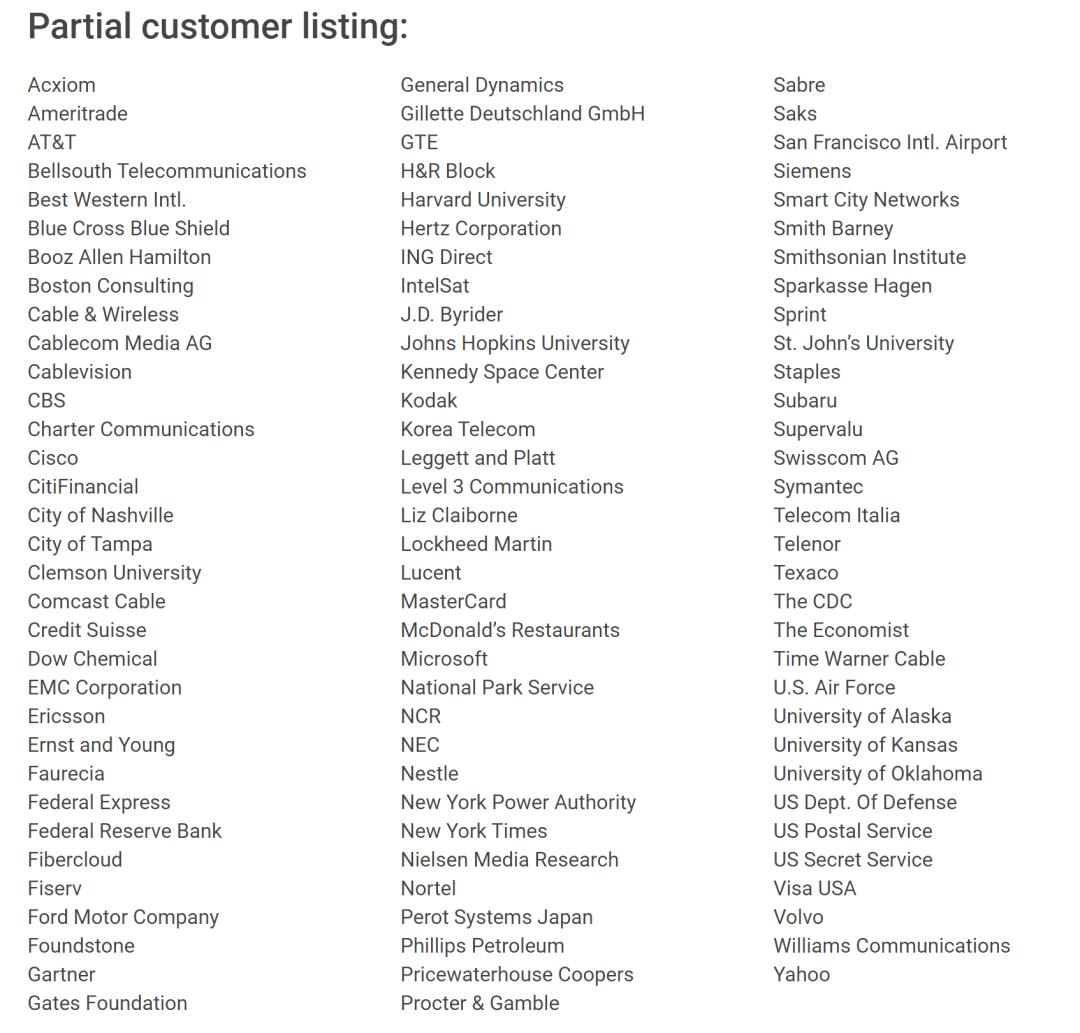 Partial customer listing:
Acxiom
Ameritrade
AT&T
Bellsouth Telecommunications
Best Western Intl.
Blue Cross Blue Shield
Booz Allen Hamilton
Boston Consulting
Cable & Wireless
Cablecom Media AG
Cablevision
CBS
Charter Communications
Cisco
CitiFinancial
City of Nashville
City of Tampa
Clemson University
Comcast Cable
Credit Suisse
Dow Chemical
EMC Corporation
Ericsson
Ernst and Young
Faurecia
Federal Express
Federal Reserve Bank
Fibercloud
Fiserv
Ford Motor Company
Foundstone
Gartner
Gates Foundation
General Dynamics
Gillette Deutschland GmbH
GTE
H&R Block
Harvard University
Hertz Corporation
ING Direct
IntelSat
J.D. Byrider
Johns Hopkins University
Kennedy Space Center
Kodak
Korea Telecom
Leggett and Platt
Level 3 Communications
Liz Claiborne
Lockheed Martin
Lucent
MasterCard
McDonald’s Restaurants
Microsoft
National Park Service
NCR
NEC
Nestle
New York Power Authority
New York Times
Nielsen Media Research
Nortel
Perot Systems Japan
Phillips Petroleum
Pricewaterhouse Coopers
Procter & Gamble
Sabre
Saks
San Francisco Intl. Airport
Siemens
Smart City Networks
Smith Barney
Smithsonian Institute
Sparkasse Hagen
Sprint
St. John’s University
Staples
Subaru
Supervalu
Swisscom AG
Symantec
Telecom Italia
Telenor
Texaco
The CDC
The Economist
Time Warner Cable
U.S. Air Force
University of Alaska
University of Kansas
University of Oklahoma
US Dept. Of Defense
US Postal Service
US Secret Service
Visa USA
Volvo
Williams Communications
Yahoo